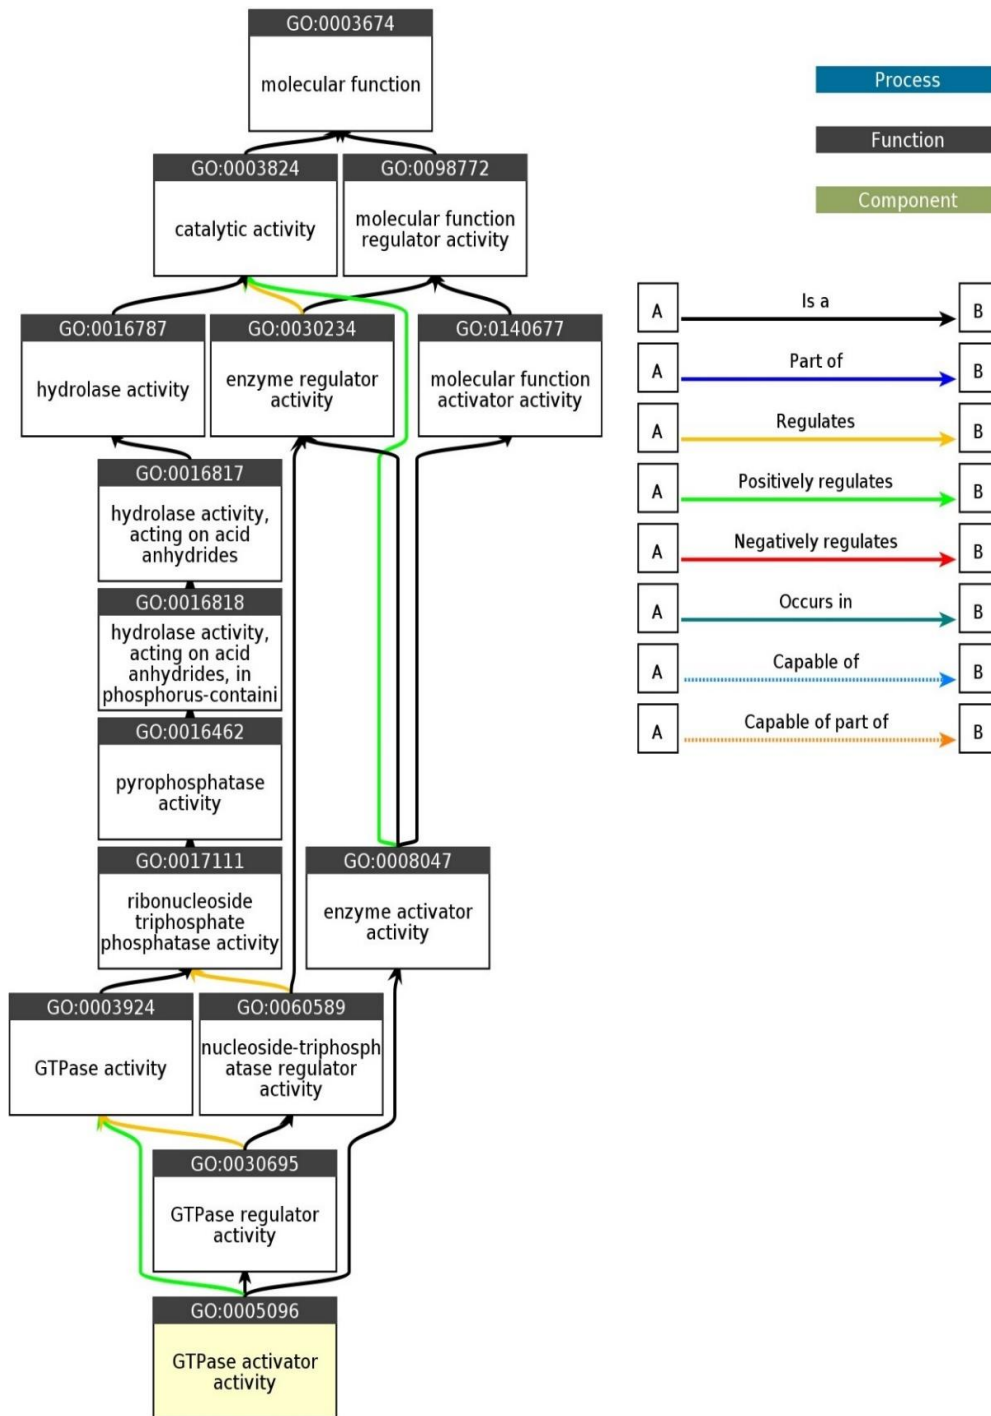 GO:0003674
molecular function
Process
Function
Component
GO:0003824
catalytic activity
GO:0098772
molecular function
regulator activity
GO:0016787
hydrolase activity
GO:0030234
enzyme regulator
activity
GO:0140677
molecular function
activator activity
A Is a B
A Part of B
A Regulates B
A Positively regulates B
A Negatively regulates B
A Occurs in B
A Capable of B
A Capable of part of B
GO:0016817
hydrolase activity,
acting on acid
anhydrides
GO:0016818
hydrolase activity,
acting on acid
anhydrides, in
phosphorus-containi
GO:0016462
pyrophosphatase
activity
GO:0017111
ribonucleoside
triphosphate
phosphatase activity
GO:0008047
enzyme activator
activity
GO:0003924
GTPase activity
GO:0060589
nucleoside-triphosph
atase regulator
activity
GO:0030695
GTPase regulator
activity
GO:0005096
GTPase activator
activity